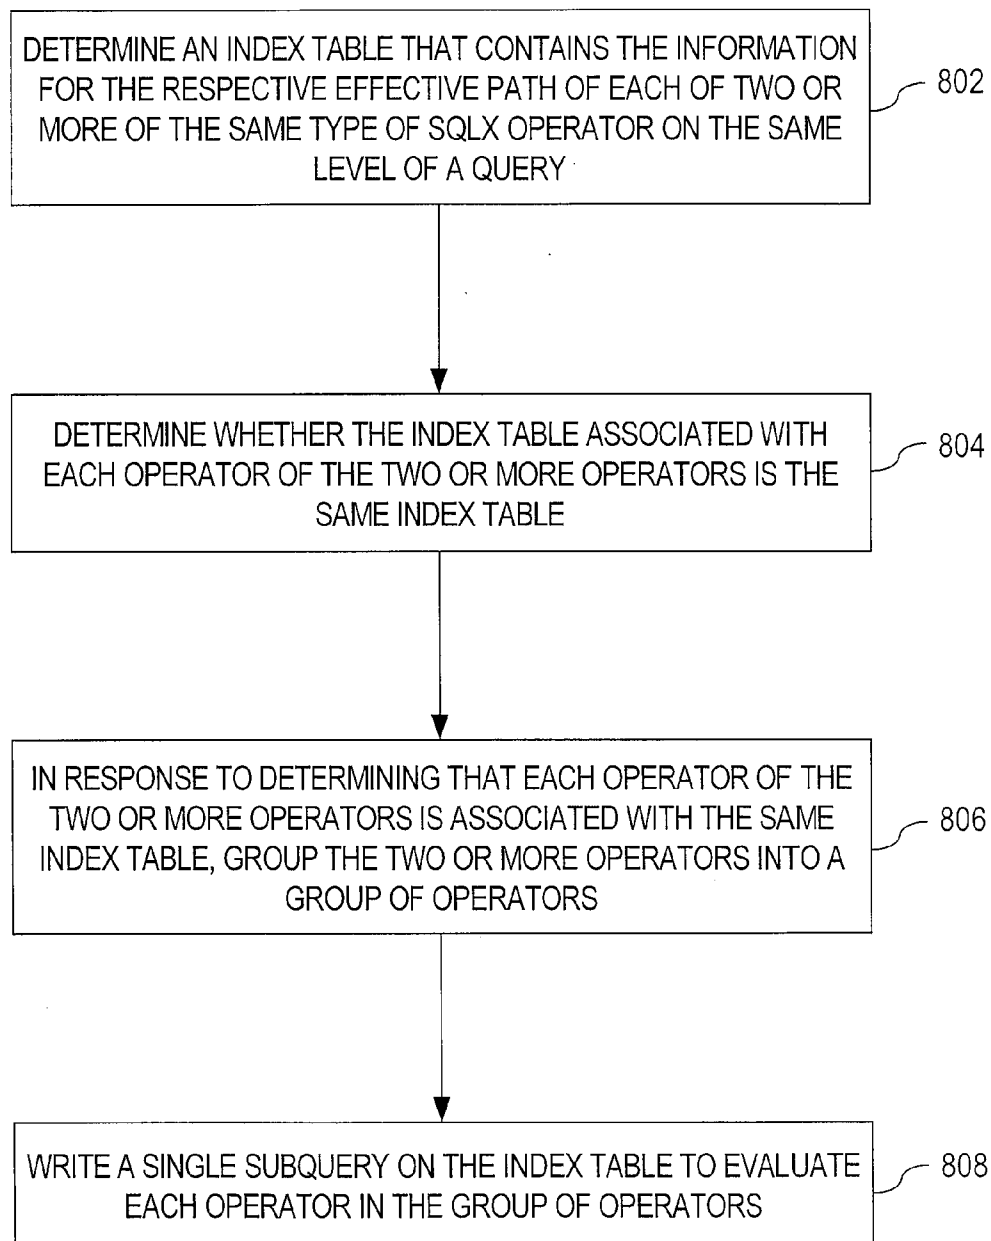 DETERMINE AN INDEX TABLE THAT CONTAINS THE INFORMATION
FOR THE RESPECTIVE EFFECTIVE PATH OF EACH OF TWO OR
MORE OF THE SAME TYPE OF SQLX OPERATOR ON THE SAME
LEVEL OF A QUERY
802
DETERMINE WHETHER THE INDEX TABLE ASSOCIATED WITH
EACH OPERATOR OF THE TWO OR MORE OPERATORS IS THE
SAME INDEX TABLE
804
IN RESPONSE TO DETERMINING THAT EACH OPERATOR OF THE
TWO OR MORE OPERATORS IS ASSOCIATED WITH THE SAME
INDEX TABLE, GROUP THE TWO OR MORE OPERATORS INTO A
GROUP OF OPERATORS
806
WRITE A SINGLE SUBQUERY ON THE INDEX TABLE TO EVALUATE
EACH OPERATOR IN THE GROUP OF OPERATORS
808